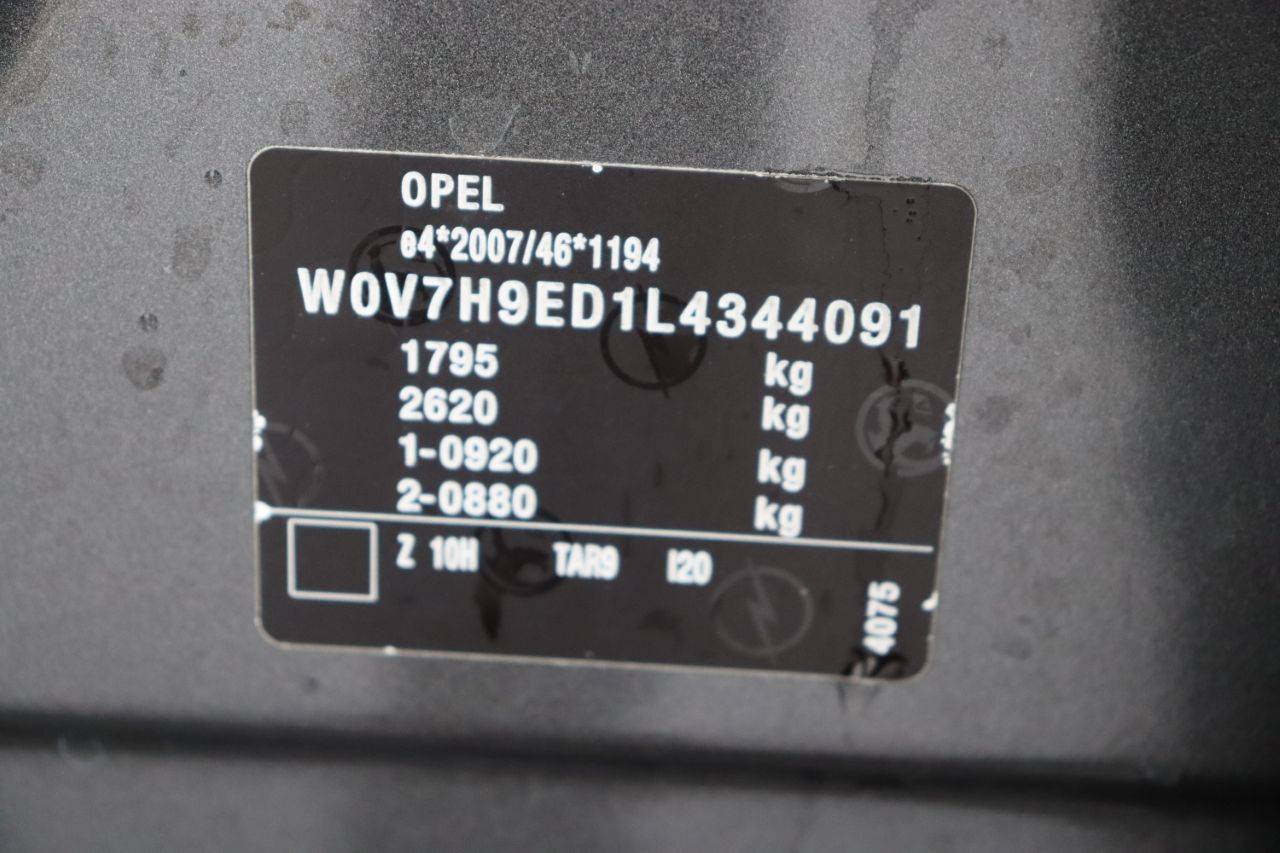 OPEL
e4*2007/46*1194
W0V7H9ED1L4344091
1795 kg
2620 kg
1-0920 kg
2-0880 kg
Z 10H TAR9 I20
4075